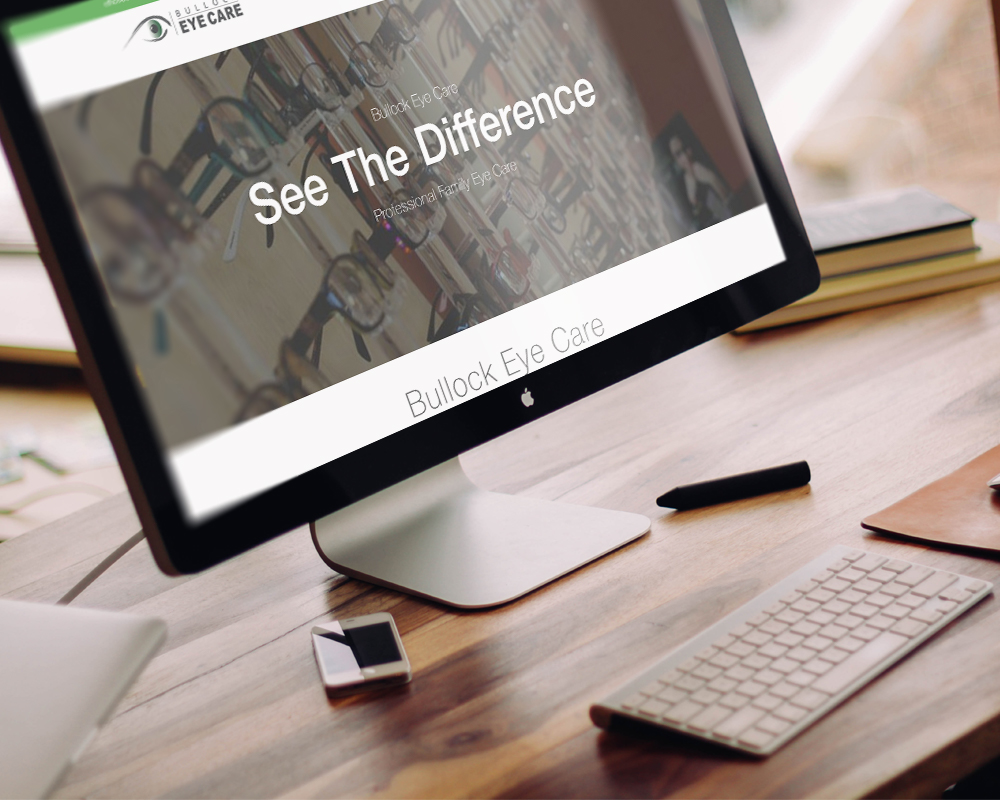 BULLOCK
EYE CARE
Bullock Eye Care
See The Difference
Professional Family Eye Care
Bullock Eye Care